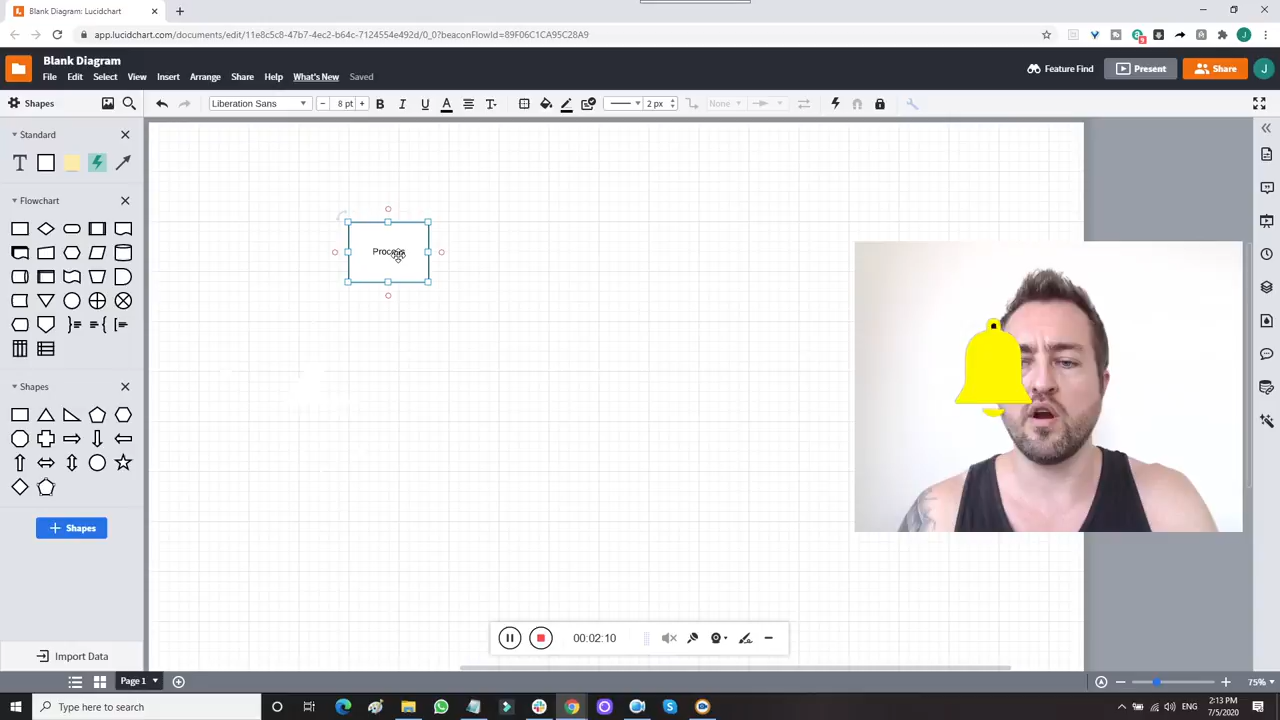 Blank Diagram: Lucidchart
app.lucidchart.com/documents/edit/11e8c5c8-47b7-4ec2-b64c-7124554e492d/0_0?beaconFlowId=89F06C1CA95C28A9
J
Blank Diagram
File Edit Select View Insert Arrange Share Help What's New Saved
Feature Find
Present
Share
J
Shapes
Liberation Sans
8 pt
B I U A T
2 px
None
Standard
T
Flowchart
Shapes
Shapes
Import Data
Process
00:02:10
Page 1
75%
Type here to search
ENG
2:13 PM
7/5/2020